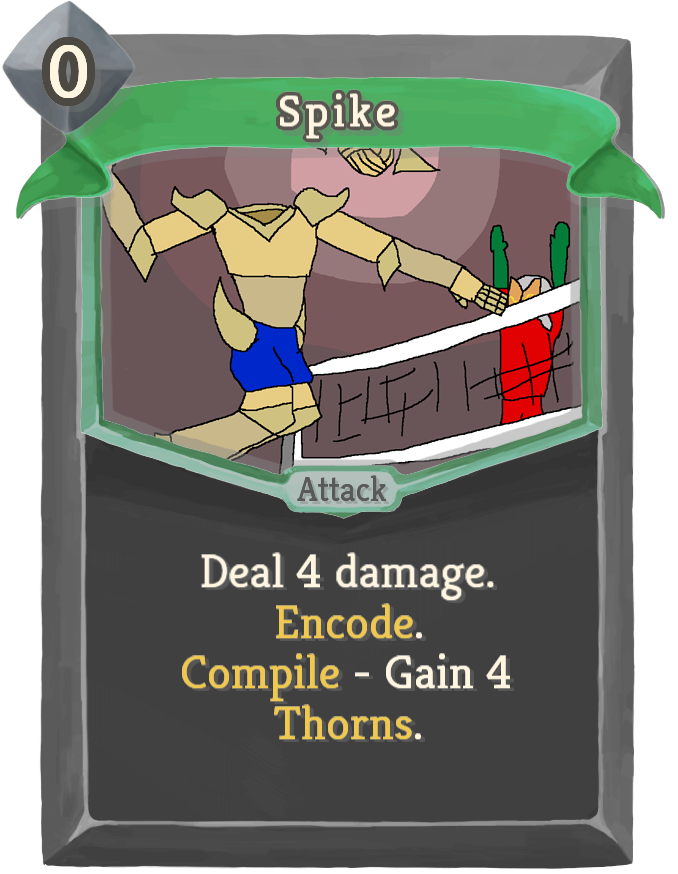 0
Spike
Attack
Deal 4 damage.
Encode.
Compile - Gain 4
Thorns.